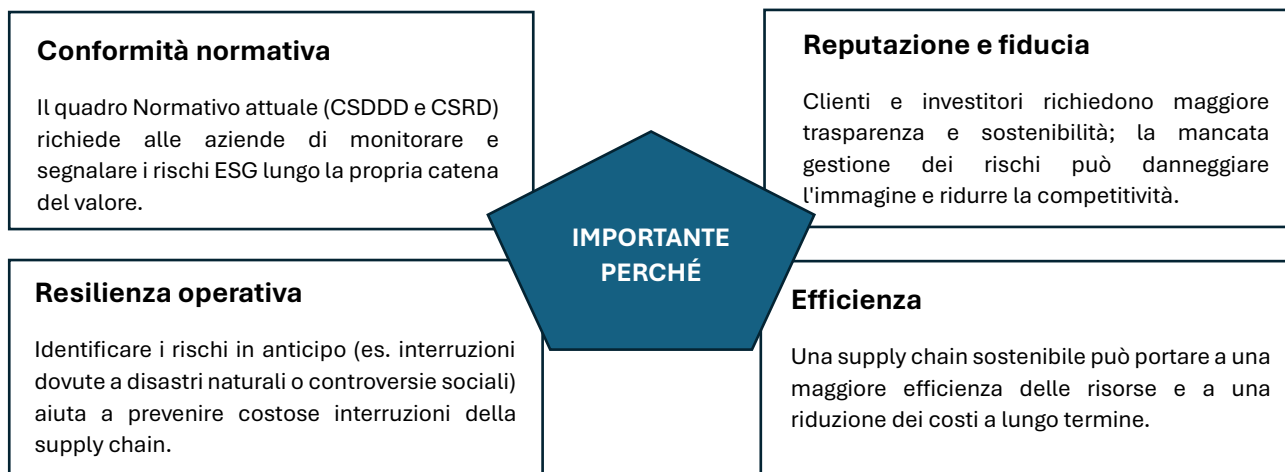 Conformità normativa
Il quadro Normativo attuale (CSDDD e CSRD)
richiede alle aziende di monitorare e
segnalare i rischi ESG lungo la propria catena
del valore.
Reputazione e fiducia
Clienti e investitori richiedono maggiore
trasparenza e sostenibilità; la mancata
gestione dei rischi può danneggiare
l'immagine e ridurre la competitività.
IMPORTANTE
PERCHÉ
Resilienza operativa
Identificare i rischi in anticipo (es. interruzioni
dovute a disastri naturali o controversie sociali)
aiuta a prevenire costose interruzioni della
supply chain.
Efficienza
Una supply chain sostenibile può portare a una
maggiore efficienza delle risorse e a una
riduzione dei costi a lungo termine.